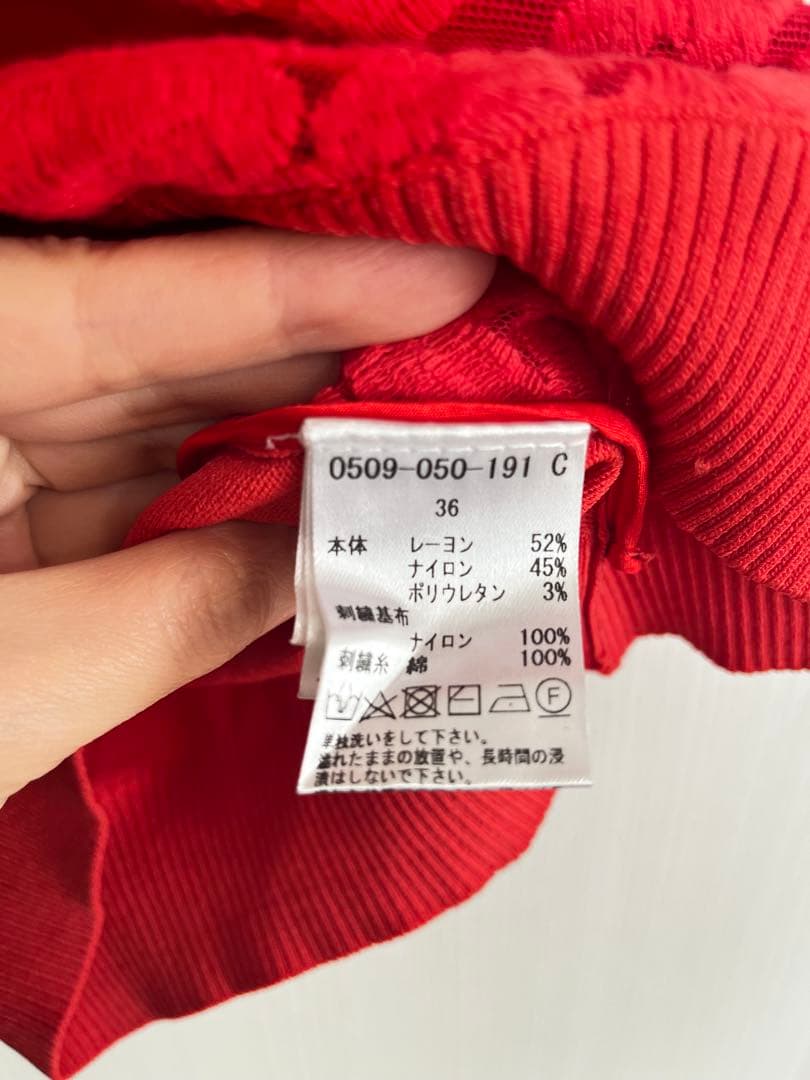 0509-050-191 C
36
本体 レーヨン 52%
ナイロン 45%
ポリウレタン 3%
刺繍基布
ナイロン 100%
刺繍糸 綿 100%
F
単独洗いをして下さい。
濡れたままの放置や、長時間の浸
漬はしないで下さい。